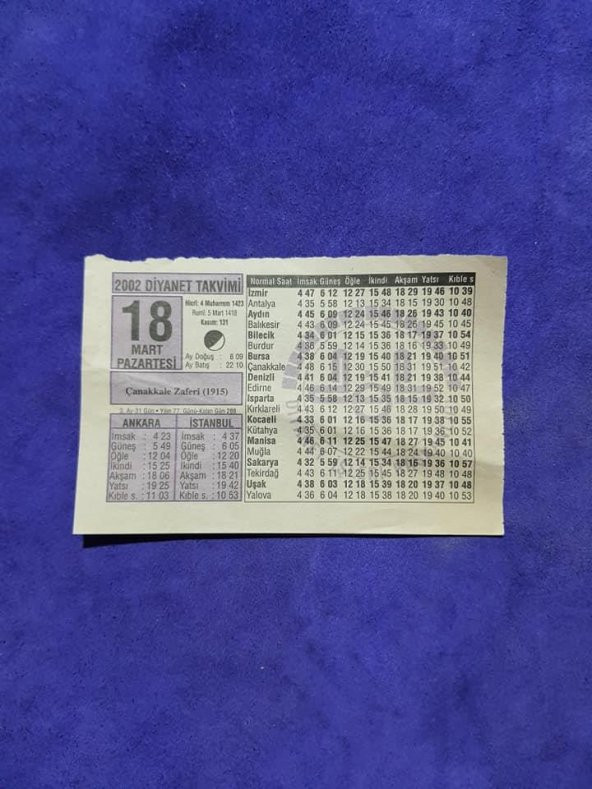 2002 DİYANET TAKVİMİ
18
MART
PAZARTESİ
Hicrî: 4 Muharrem 1423
Rumî: 5 Mart 1418
Kasım: 131
Ay Doğuş : 6 09
Ay Batış : 22 10
Çanakkale Zaferi (1915)
3. Ay 31 Gün • Yılın 77. Günü-Kalan Gün 288
ANKARA
İmsak : 4 23
Güneş : 5 49
Öğle : 12 04
İkindi : 15 25
Akşam : 18 06
Yatsı : 19 25
Kıble s. : 11 03
İSTANBUL
İmsak : 4 37
Güneş : 6 05
Öğle : 12 20
İkindi : 15 40
Akşam : 18 21
Yatsı : 19 42
Kıble s. : 10 53
Normal Saat İmsak Güneş Öğle İkindi Akşam Yatsı Kıble s
İzmir 4 47 6 12 12 27 15 48 18 29 19 46 10 39
Antalya 4 35 5 58 12 13 15 34 18 15 19 30 10 48
Aydın 4 45 6 09 12 24 15 46 18 26 19 43 10 40
Balıkesir 4 43 6 09 12 24 15 45 18 26 19 45 10 45
Bilecik 4 34 6 01 12 15 15 36 18 17 19 37 10 54
Burdur 4 38 5 59 12 14 15 36 18 16 19 33 10 49
Bursa 4 38 6 04 12 19 15 40 18 21 19 40 10 51
Çanakkale 4 48 6 15 12 30 15 50 18 31 19 51 10 42
Denizli 4 41 6 04 12 19 15 41 18 21 19 38 10 44
Edirne 4 46 6 14 12 29 15 49 18 31 19 52 10 47
Isparta 4 35 5 58 12 13 15 35 18 16 19 32 10 50
Kırklareli 4 43 6 12 12 27 15 46 18 28 19 50 10 49
Kocaeli 4 33 6 01 12 16 15 36 18 17 19 38 10 55
Kütahya 4 35 6 01 12 16 15 36 18 17 19 36 10 52
Manisa 4 46 6 11 12 26 15 47 18 27 19 45 10 41
Muğla 4 44 6 07 12 22 15 44 18 24 19 40 10 40
Sakarya 4 32 5 59 12 14 15 34 18 16 19 36 10 57
Tekirdağ 4 43 6 11 12 25 15 45 18 27 19 48 10 48
Uşak 4 38 6 03 12 18 15 39 18 20 19 37 10 48
Yalova 4 36 6 04 12 18 15 38 18 20 19 40 10 53